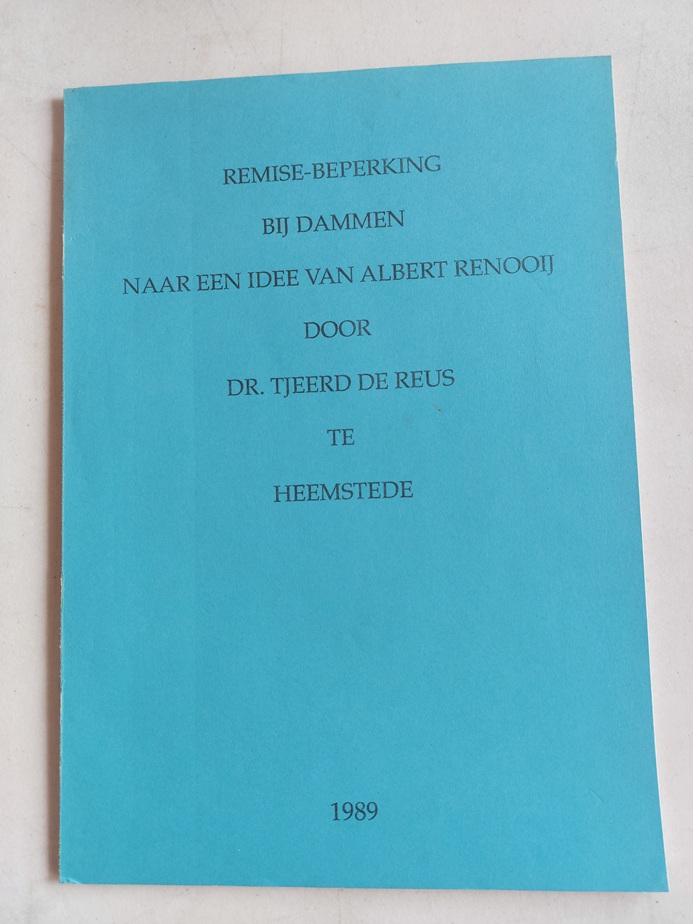 REMISE-BEPERKING
BIJ DAMMEN
NAAR EEN IDEE VAN ALBERT RENOOIJ
DOOR
DR. TJEERD DE REUS
TE
HEEMSTEDE
1989